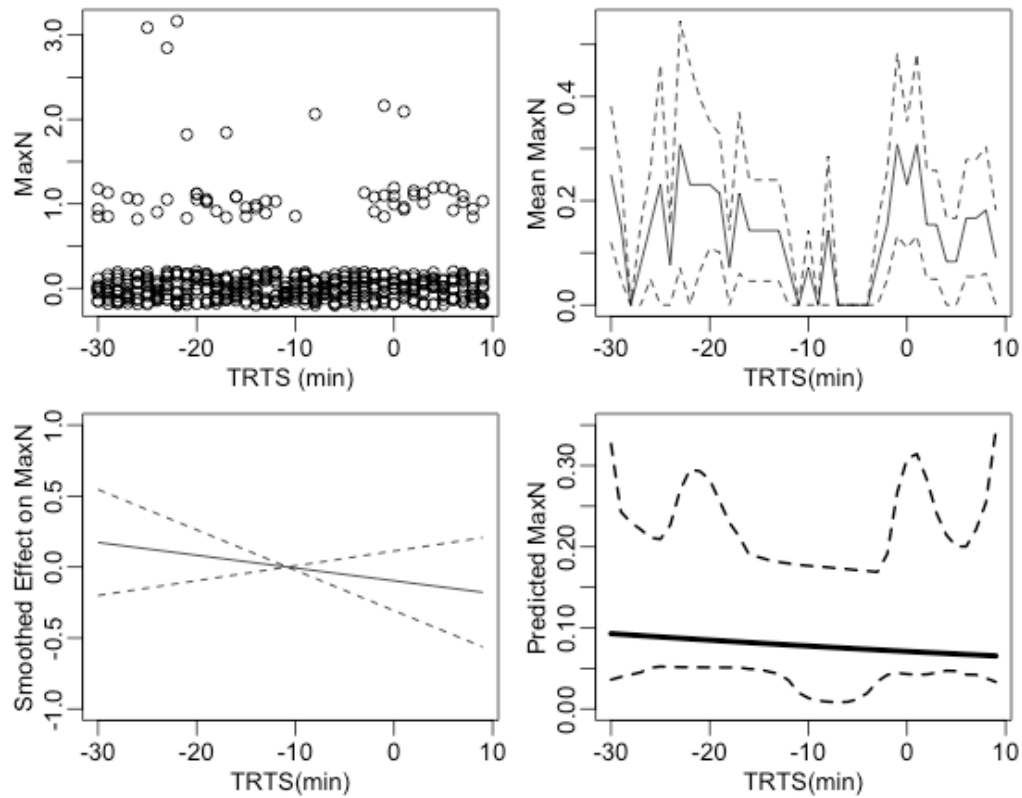 MaxN
3.0
2.0
1.0
0.0
-30 -20 -10 0 10
TRTS (min)
Mean MaxN
0.4
0.2
0.0
-30 -20 -10 0 10
TRTS(min)
Smoothed Effect on MaxN
1.0
0.5
0.0
-0.5
-1.0
-30 -20 -10 0 10
TRTS(min)
Predicted MaxN
0.30
0.20
0.10
0.00
-30 -20 -10 0 10
TRTS(min)